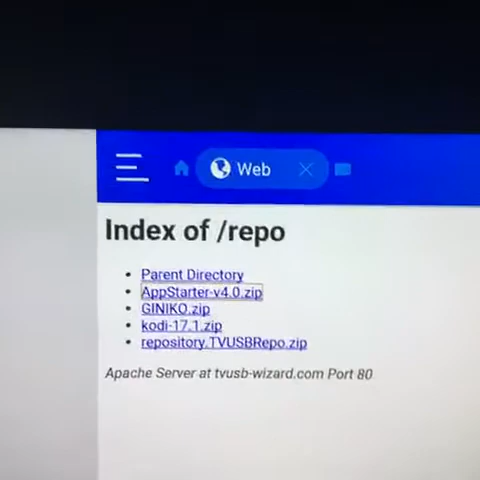 Web
Index of /repo
Parent Directory
AppStarter-v4.0.zip
GINIKO.zip
kodi-17.1.zip
repository.TVUSBRepo.zip
Apache Server at tvusb-wizard.com Port 80